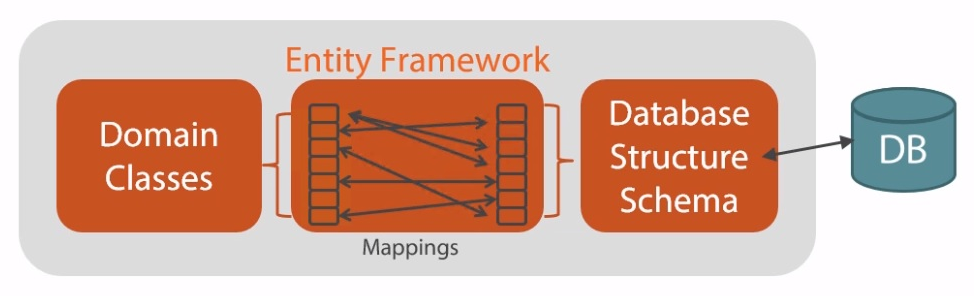 Entity Framework
Domain
Classes
Mappings
Database
Structure
Schema
DB